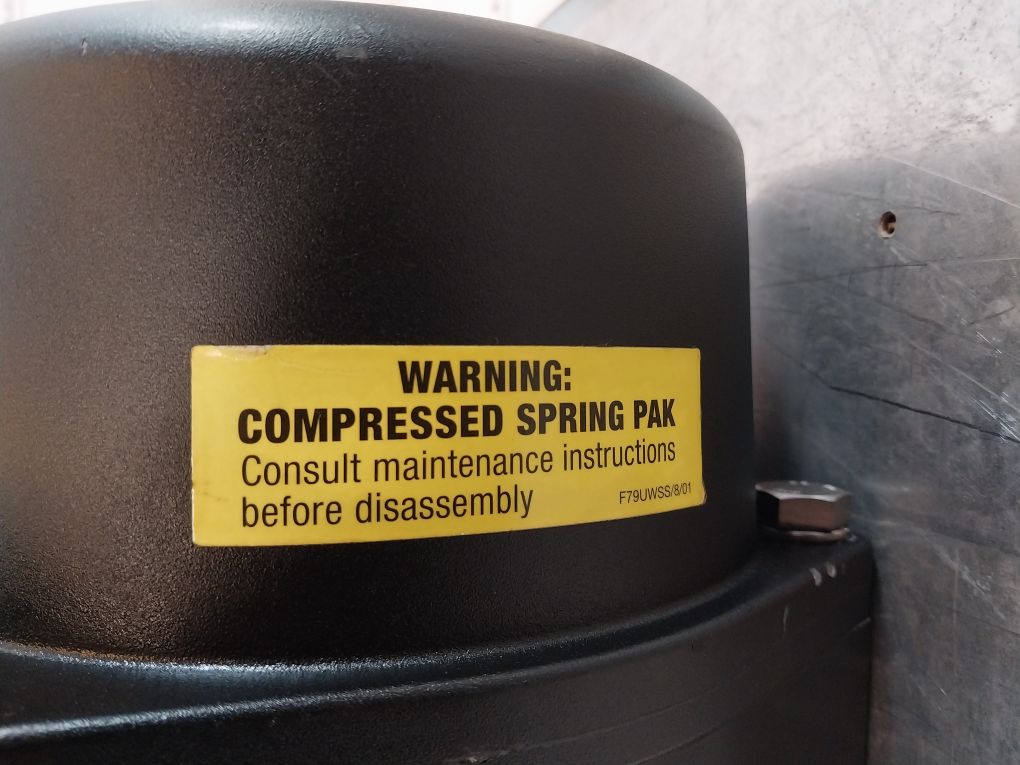 WARNING:
COMPRESSED SPRING PAK
Consult maintenance instructions
before disassembly
F79UWSS/8/01